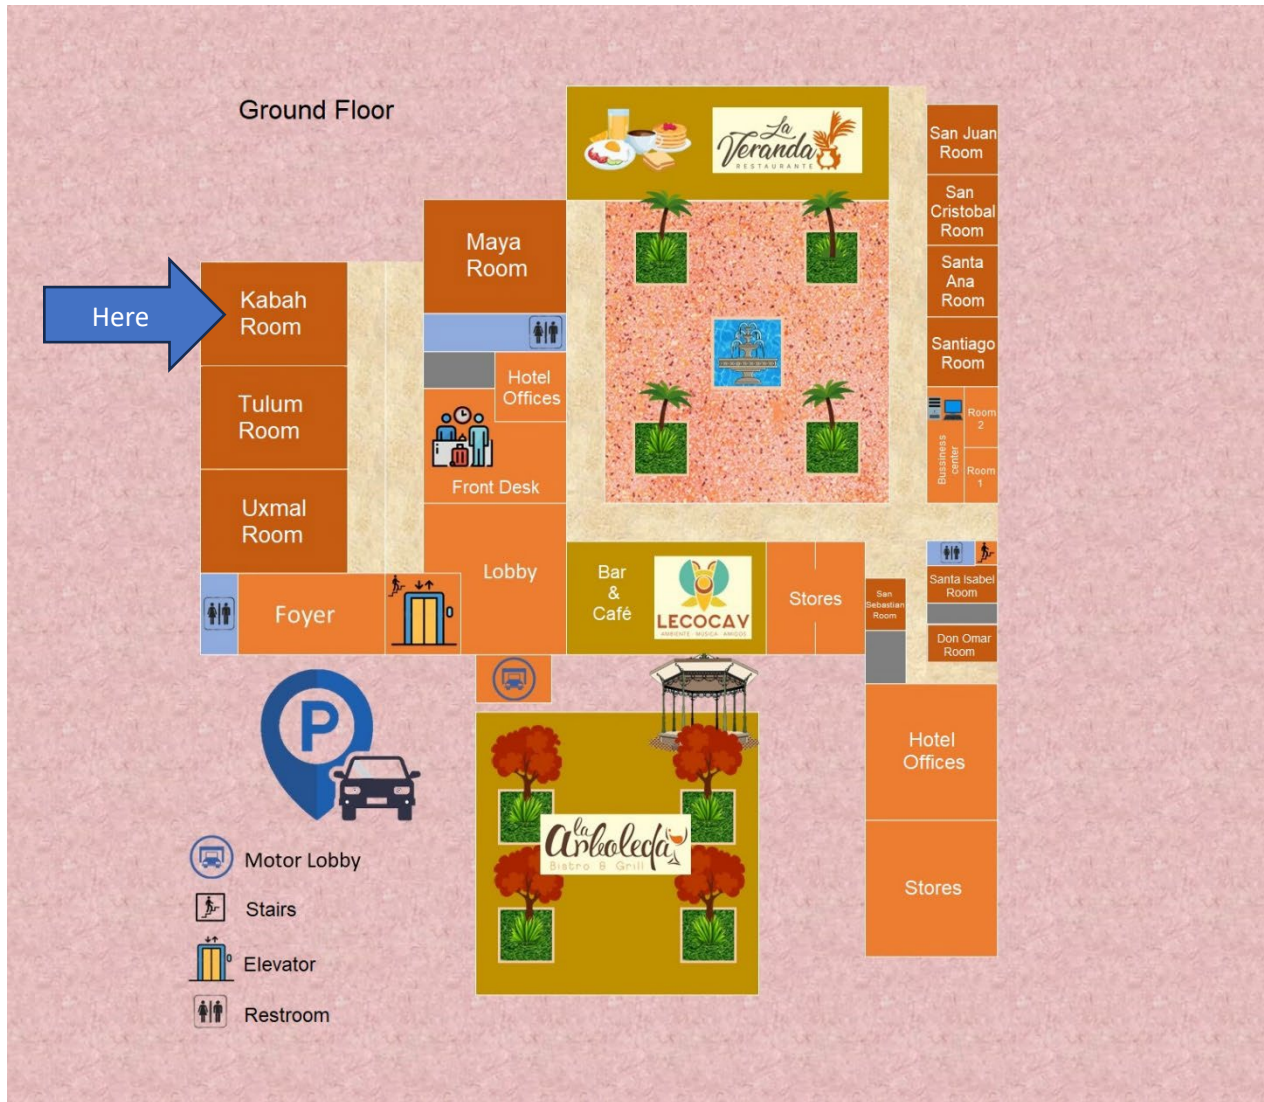 Ground Floor
La
Veranda
RESTAURANTE
San Juan
Room
San
Cristobal
Room
Maya
Room
Santa
Ana
Room
Here
Kabah
Room
Santiago
Room
Hotel
Offices
Tulum
Room
Bussiness
center
Room
2
Room
1
Front Desk
Uxmal
Room
Lobby
Foyer
Bar
&
Café
LECOCAV
AMBIENTE MÚSICA AMIGOS
Stores
San
Sebastian
Room
Santa Isabel
Room
Don Omar
Room
P
Hotel
Offices
la
Arboleda
Bistro & Grill
Stores
Motor Lobby
Stairs
Elevator
Restroom